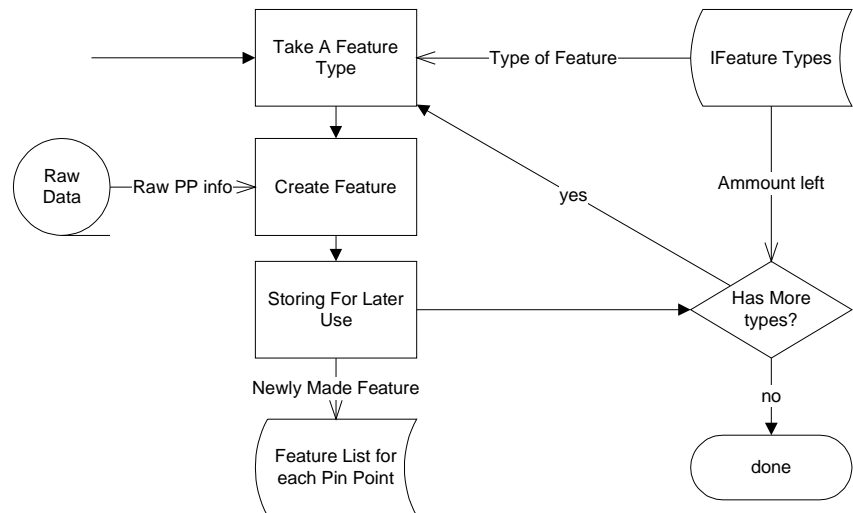 Take A Feature
Type
Type of Feature
IFeature Types
Raw
Data
Raw PP info
Create Feature
yes
Ammount left
Storing For Later
Use
Has More
types?
Newly Made Feature
no
Feature List for
each Pin Point
done